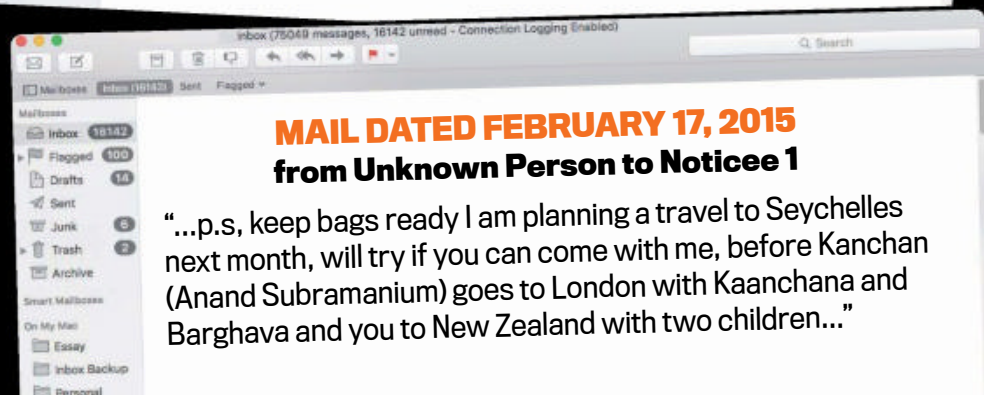 inbox (75049 messages, 16142 unread - Connection Logging Enabled)
Search
Mailboxes Inbox (16142) Sent Flagged
Mailboxes
Inbox 16142
Flagged 100
Drafts 14
Sent
Junk 6
Trash 2
Archive
Smart Mailboxes
On My Mac
Essay
Inbox Backup
Personal
MAIL DATED FEBRUARY 17, 2015
from Unknown Person to Noticee 1
“...p.s, keep bags ready I am planning a travel to Seychelles
next month, will try if you can come with me, before Kanchan
(Anand Subramanium) goes to London with Kaanchana and
Barghava and you to New Zealand with two children...”